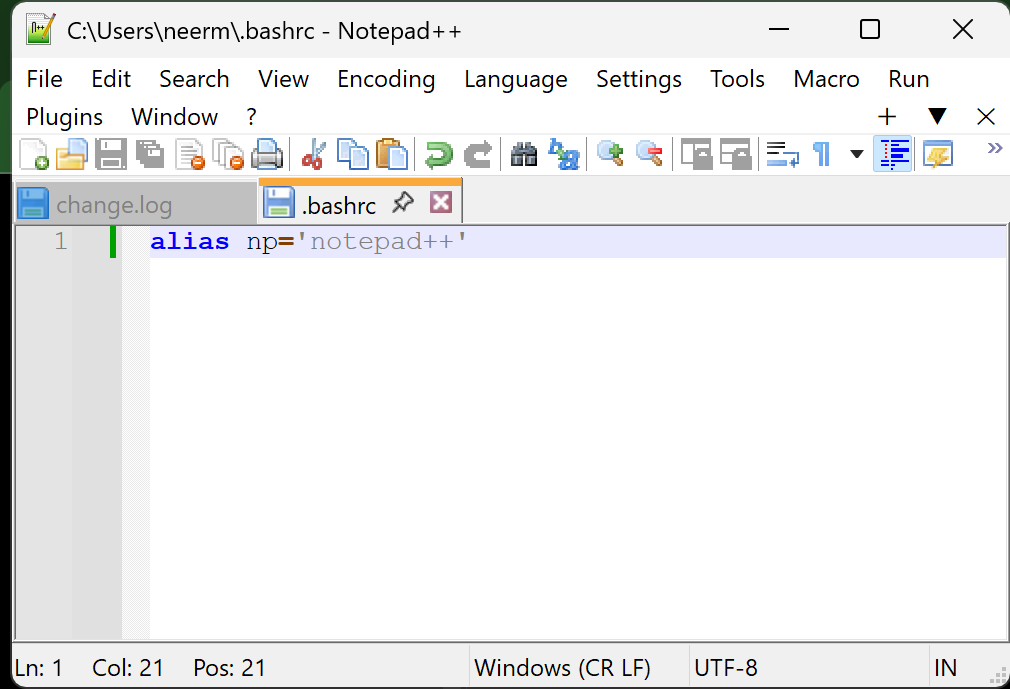 C:\Users\neerm\.bashrc - Notepad++
File Edit Search View Encoding Language Settings Tools Macro Run
Plugins Window ?
change.log .bashrc
1 alias np='notepad++'
Ln: 1 Col: 21 Pos: 21 Windows (CR LF) UTF-8 IN